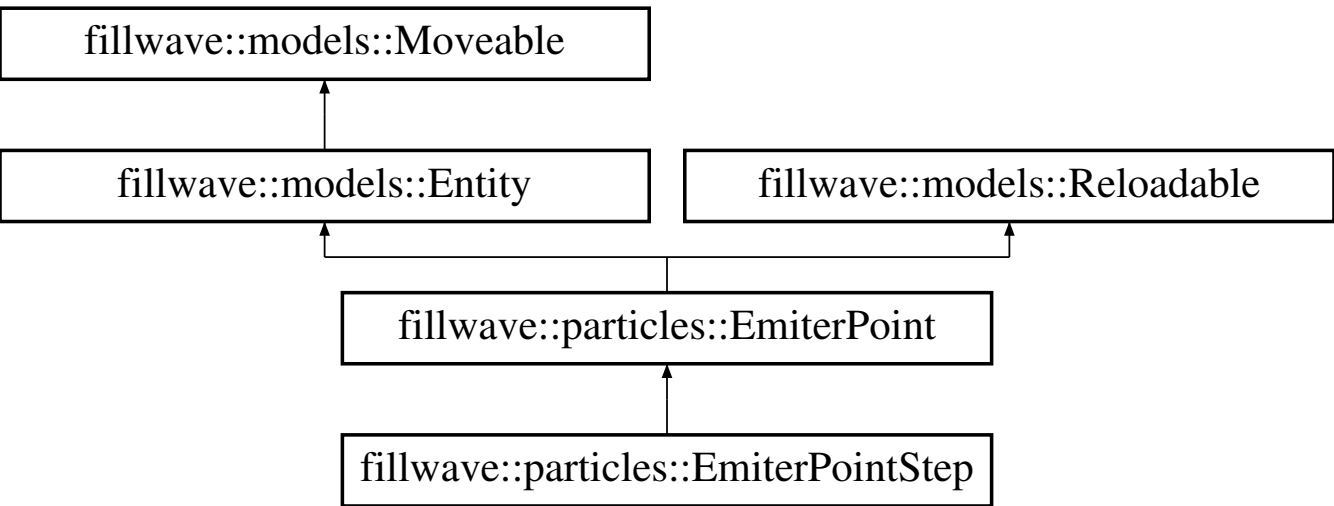 fillwave::models::Moveable
fillwave::models::Entity
fillwave::models::Reloadable
fillwave::particles::EmiterPoint
fillwave::particles::EmiterPointStep